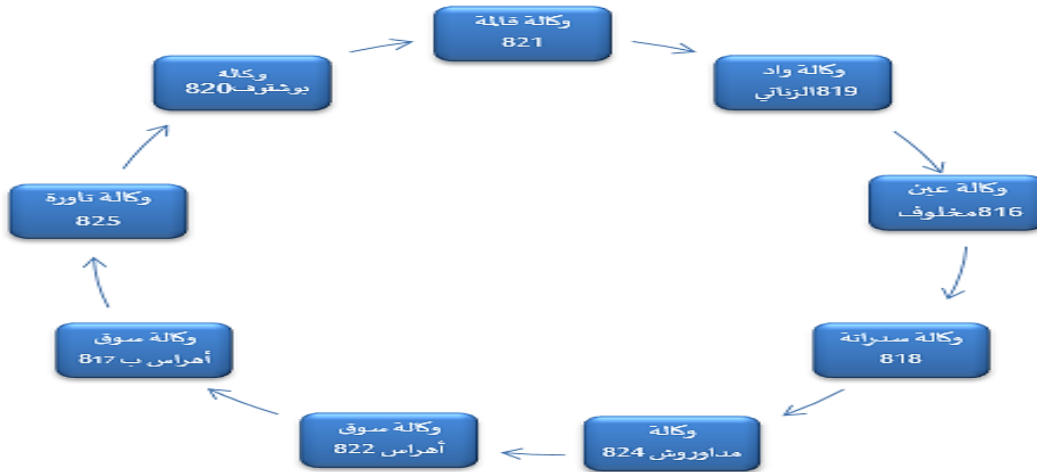 وكالة قالمة
821
وكالة واد
819الزناتي
وكالة عين
816مخلوف
وكالة سدراتة
818
وكالة
مداوروش 824
وكالة سوق
أهراس 822
وكالة سوق
أهراس ب 817
وكالة تاورة
825
وكالة
بوشقوف820